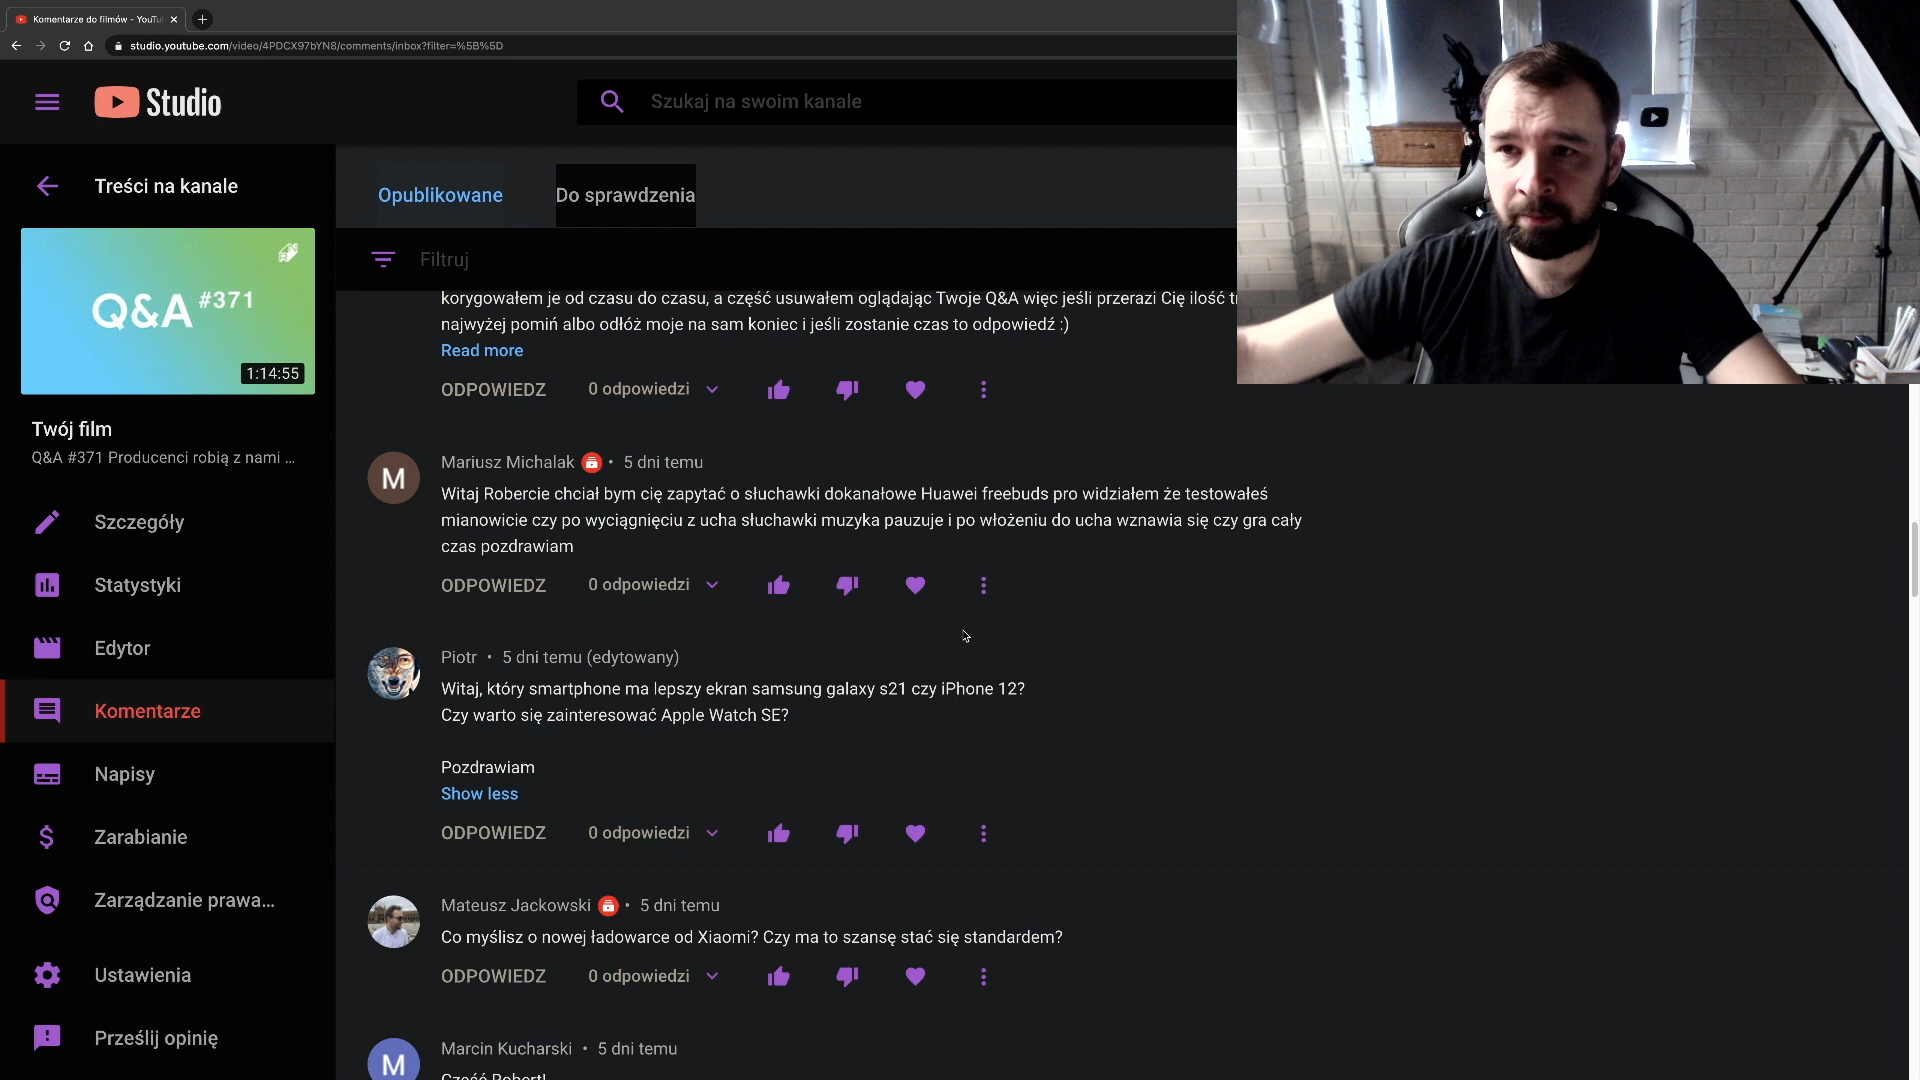 Komentarze do filmów - YouTu
studio.youtube.com/video/4PDCX97bYN8/comments/inbox?filter=%5B%5D
Studio
Szukaj na swoim kanale
Treści na kanale
Q&A #371
1:14:55
Twój film
Q&A #371 Producenci robią z nami ...
Szczegóły
Statystyki
Edytor
Komentarze
Napisy
Zarabianie
Zarządzanie prawa...
Ustawienia
Prześlij opinię
Opublikowane
Do sprawdzenia
Filtruj
korygowałem je od czasu do czasu, a część usuwałem oglądając Twoje Q&A więc jeśli przerazi Cię ilość
najwyżej pomiń albo odłóż moje na sam koniec i jeśli zostanie czas to odpowiedź :)
Read more
ODPOWIEDZ 0 odpowiedzi
M
Mariusz Michalak • 5 dni temu
Witaj Robercie chciał bym cię zapytać o słuchawki dokanałowe Huawei freebuds pro widziałem że testowałeś
mianowicie czy po wyciągnięciu z ucha słuchawki muzyka pauzuje i po włożeniu do ucha wznawia się czy gra cały
czas pozdrawiam
ODPOWIEDZ 0 odpowiedzi
Piotr • 5 dni temu (edytowany)
Witaj, który smartphone ma lepszy ekran samsung galaxy s21 czy iPhone 12?
Czy warto się zainteresować Apple Watch SE?
Pozdrawiam
Show less
ODPOWIEDZ 0 odpowiedzi
Mateusz Jackowski • 5 dni temu
Co myślisz o nowej ładowarce od Xiaomi? Czy ma to szansę stać się standardem?
ODPOWIEDZ 0 odpowiedzi
M
Marcin Kucharski • 5 dni temu
Cześć Robert!